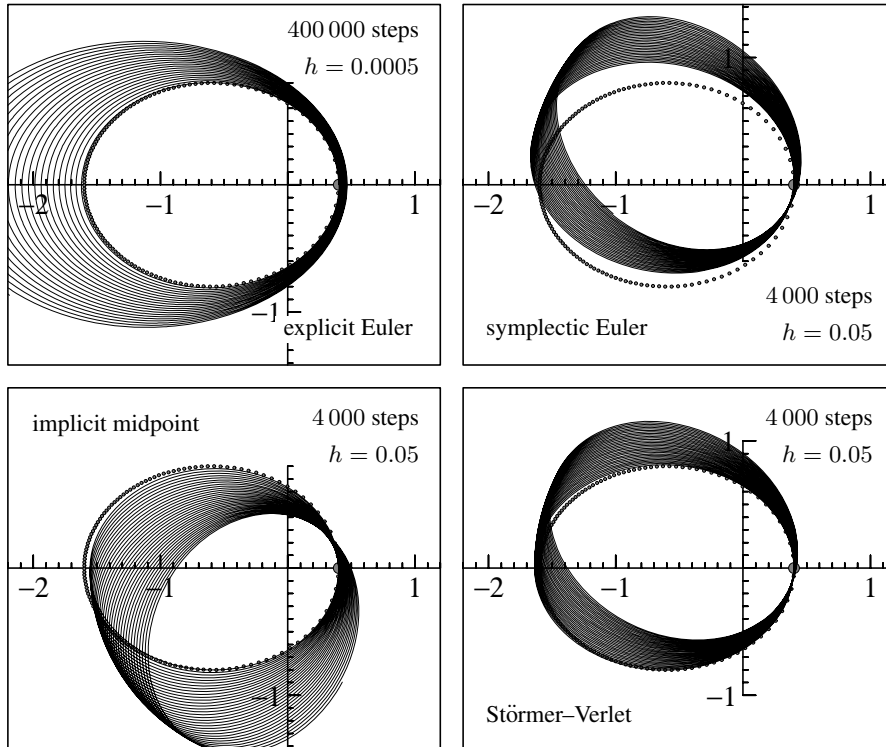 400 000 steps
h = 0.0005
−2 −1 1
−1
explicit Euler
1
−2 −1 1
4 000 steps
symplectic Euler
h = 0.05
implicit midpoint
4 000 steps
h = 0.05
−2 −1 1
−1
4 000 steps
1
h = 0.05
−2 −1 1
−1
Störmer–Verlet